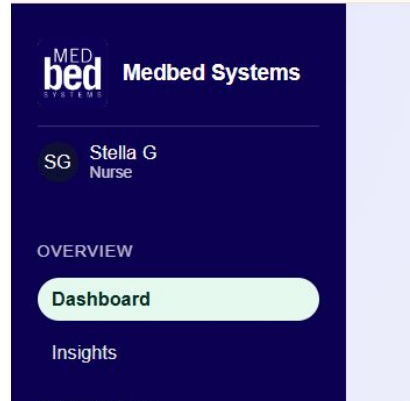 MED
bed
SYSTEMS
Medbed Systems
SG
Stella G
Nurse
OVERVIEW
Dashboard
Insights